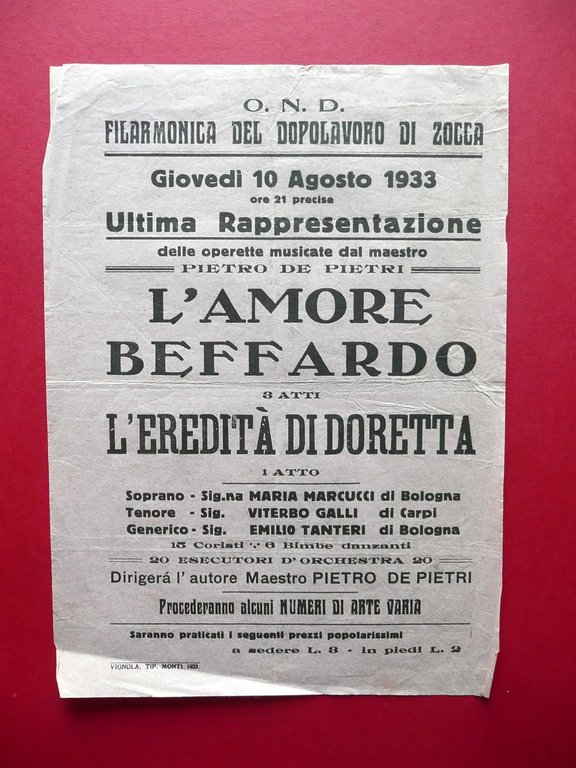 O. N. D.
FILARMONICA DEL DOPOLAVORO DI ZOCCA
Giovedì 10 Agosto 1933
ore 21 precise
Ultima Rappresentazione
delle operette musicate dal maestro
PIETRO DE PIETRI
L'AMORE
BEFFARDO
3 ATTI
L'EREDITÀ DI DORETTA
1 ATTO
Soprano - Sig.na MARIA MARCUCCI di Bologna
Tenore - Sig. VITERBO GALLI di Carpi
Generico - Sig. EMILIO TANTERI di Bologna
15 Coristi ∵ 6 Bimbe danzanti
20 ESECUTORI D'ORCHESTRA 20
Dirigerá l' autore Maestro PIETRO DE PIETRI
Procederanno alcuni NUMERI DI ARTE VARIA
Saranno praticati i seguenti prezzi popolarissimi
a sedere L. 3 - in piedi L. 2
VIGNOLA, TIP. MONTI 1933.